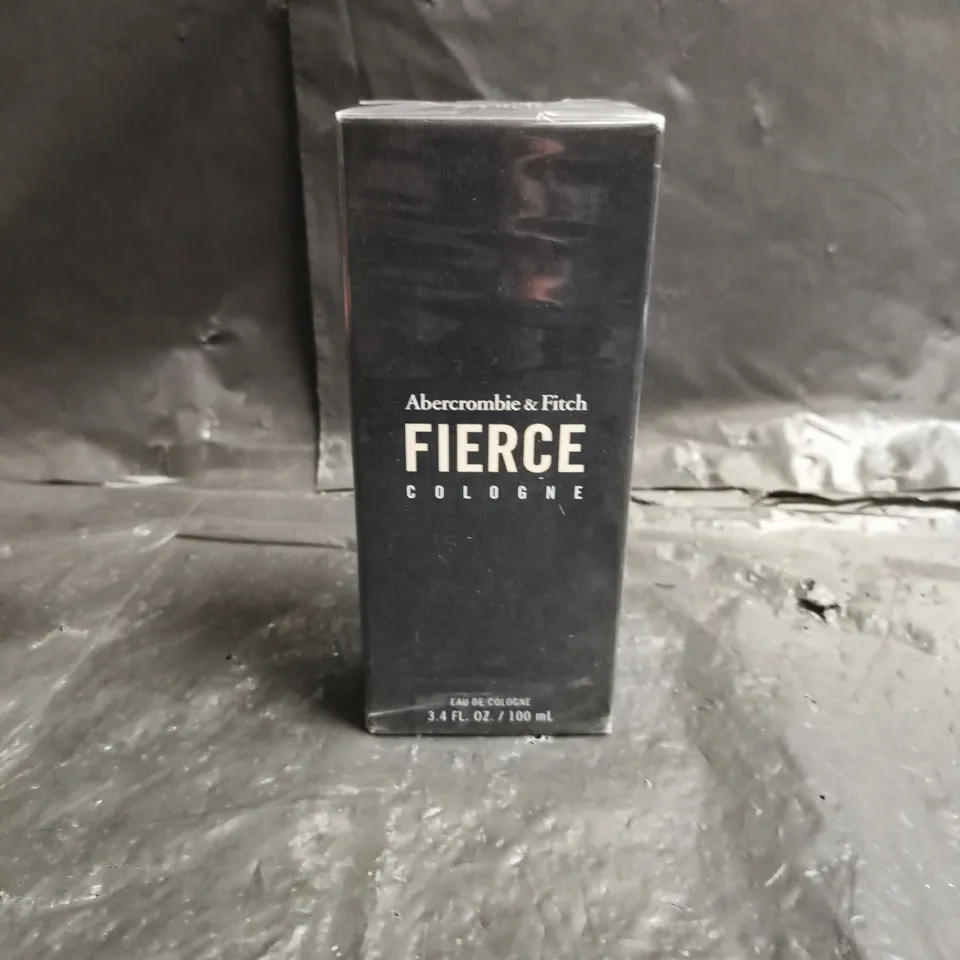 Abercrombie & Fitch
FIERCE
COLOGNE
EAU DE COLOGNE
3.4 FL. OZ. / 100 mL